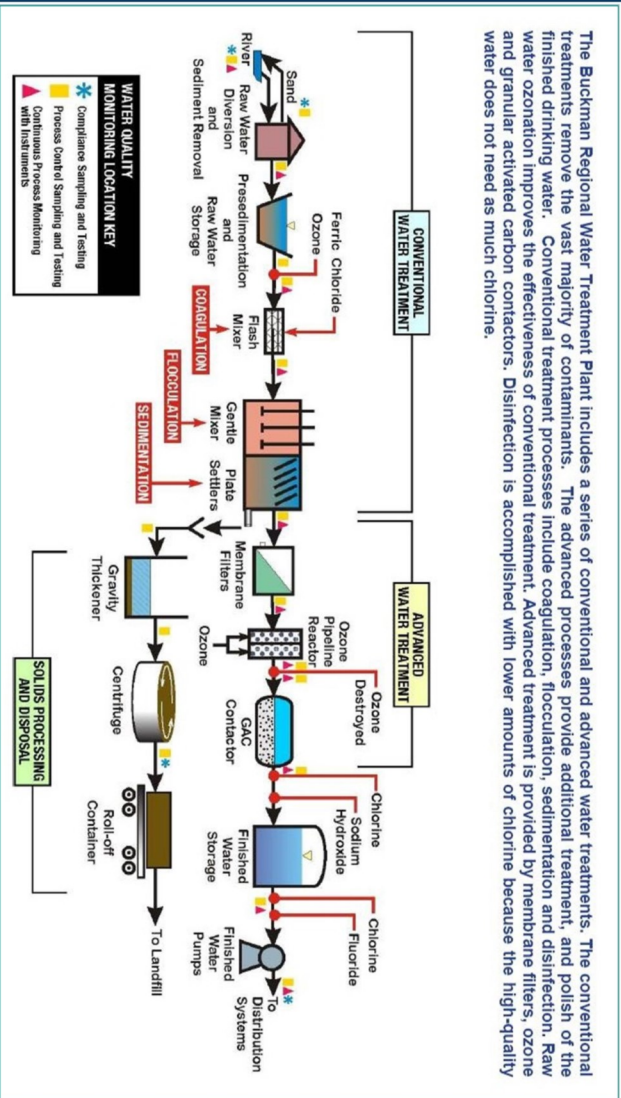 The Buckman Regional Water Treatment Plant includes a series of conventional and advanced water treatments. The conventional
treatments remove the vast majority of contaminants. The advanced processes provide additional treatment, and polish of the
finished drinking water. Conventional treatment processes include coagulation, flocculation, sedimentation and disinfection. Raw
water ozonation improves the effectiveness of conventional treatment. Advanced treatment is provided by membrane filters, ozone
and granular activated carbon contactors. Disinfection is accomplished with lower amounts of chlorine because the high-quality
water does not need as much chlorine.
CONVENTIONAL
WATER TREATMENT
ADVANCED
WATER TREATMENT
Sand
River
Raw Water
Diversion
and
Sediment Removal
Presedimentation
and
Raw Water
Storage
Ferric Chloride
Ozone
Flash
Mixer
COAGULATION
Gentle
Mixer
FLOCCULATION
Plate
Settlers
SEDIMENTATION
Membrane
Filters
Ozone
Pipeline
Reactor
Ozone
Ozone
Destroyed
GAC
Contactor
Chlorine
Sodium
Hydroxide
Finished
Water
Storage
Chlorine
Fluoride
Finished
Water
Pumps
To
Distribution
Systems
Gravity
Thickener
Centrifuge
Roll-off
Container
To Landfill
SOLIDS PROCESSING
AND DISPOSAL
WATER QUALITY
MONITORING LOCATION KEY
Compliance Sampling and Testing
Process Control Sampling and Testing
Continuous Process Monitoring
with Instruments